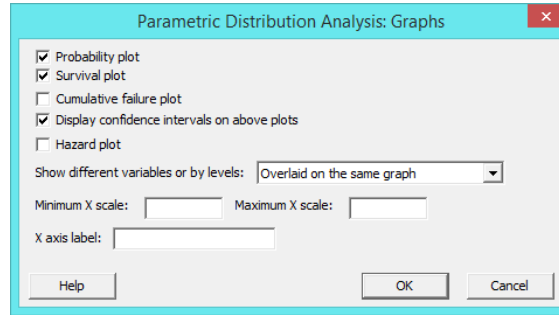 Parametric Distribution Analysis: Graphs
Probability plot
Survival plot
Cumulative failure plot
Display confidence intervals on above plots
Hazard plot
Show different variables or by levels: Overlaid on the same graph
Minimum X scale: Maximum X scale:
X axis label:
Help OK Cancel